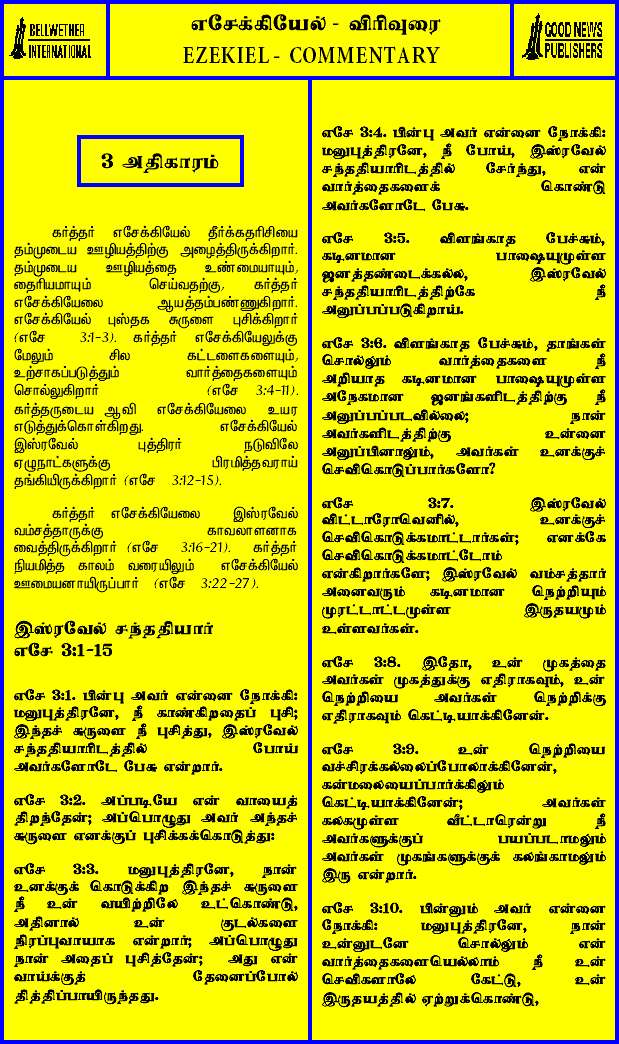 BELLWETHER
INTERNATIONAL
எசேக்கியேல் - விரிவுரை
EZEKIEL - COMMENTARY
GOOD NEWS
PUBLISHERS
3 அதிகாரம்
கர்த்தர் எசேக்கியேல் தீர்க்கதரிசியை
தம்முடைய ஊழியத்திற்கு அழைத்திருக்கிறார்.
தம்முடைய ஊழியத்தை உண்மையாயும்,
தைரியமாயும் செய்வதற்கு, கர்த்தர்
எசேக்கியேலை ஆயத்தம்பண்ணுகிறார்.
எசேக்கியேல் புஸ்தக சுருளை புசிக்கிறார்
(எசே 3:1-3). கர்த்தர் எசேக்கியேலுக்கு
மேலும் சில கட்டளைகளையும்,
உற்சாகப்படுத்தும் வார்த்தைகளையும்
சொல்லுகிறார் (எசே 3:4-11).
கர்த்தருடைய ஆவி எசேக்கியேலை உயர
எடுத்துக்கொள்கிறது. எசேக்கியேல்
இஸ்ரவேல் புத்திரர் நடுவிலே
ஏழுநாட்களுக்கு பிரமித்தவராய்
தங்கியிருக்கிறார் (எசே 3:12-15).
கர்த்தர் எசேக்கியேலை இஸ்ரவேல்
வம்சத்தாருக்கு காவலாளனாக
வைத்திருக்கிறார் (எசே 3:16-21). கர்த்தர்
நியமித்த காலம் வரையிலும் எசேக்கியேல்
ஊமையனாயிருப்பார் (எசே 3:22-27).
இஸ்ரவேல் சந்ததியார்
எசே 3:1-15
எசே 3:1. பின்பு அவர் என்னை நோக்கி:
மனுபுத்திரனே, நீ காண்கிறதைப் புசி;
இந்தச் சுருளை நீ புசித்து, இஸ்ரவேல்
சந்ததியாரிடத்தில் போய்
அவர்களோடே பேசு என்றார்.
எசே 3:2. அப்படியே என் வாயைத்
திறந்தேன்; அப்பொழுது அவர் அந்தச்
சுருளை எனக்குப் புசிக்கக்கொடுத்து:
எசே 3:3. மனுபுத்திரனே, நான்
உனக்குக் கொடுக்கிற இந்தச் சுருளை
நீ உன் வயிற்றிலே உட்கொண்டு,
அதினால் உன் குடல்களை
நிரப்புவாயாக என்றார்; அப்பொழுது
நான் அதைப் புசித்தேன்; அது என்
வாய்க்குத் தேனைப்போல்
தித்திப்பாயிருந்தது.
எசே 3:4. பின்பு அவர் என்னை நோக்கி:
மனுபுத்திரனே, நீ போய், இஸ்ரவேல்
சந்ததியாரிடத்தில் சேர்ந்து, என்
வார்த்தைகளைக் கொண்டு
அவர்களோடே பேசு.
எசே 3:5. விளங்காத பேச்சும்,
கடினமான பாஷையுமுள்ள
ஜனத்தண்டைக்கல்ல, இஸ்ரவேல்
சந்ததியாரிடத்திற்கே நீ
அனுப்பப்படுகிறாய்.
எசே 3:6. விளங்காத பேச்சும், தாங்கள்
சொல்லும் வார்த்தைகளை நீ
அறியாத கடினமான பாஷையுமுள்ள
அநேகமான ஜனங்களிடத்திற்கு நீ
அனுப்பப்படவில்லை; நான்
அவர்களிடத்திற்கு உன்னை
அனுப்பினாலும், அவர்கள் உனக்குச்
செவிகொடுப்பார்களோ?
எசே 3:7. இஸ்ரவேல்
வீட்டாரோவெனில், உனக்குச்
செவிகொடுக்கமாட்டார்கள்; எனக்கே
செவிகொடுக்கமாட்டோம்
என்கிறார்களே; இஸ்ரவேல் வம்சத்தார்
அனைவரும் கடினமான நெற்றியும்
முரட்டாட்டமுள்ள இருதயமும்
உள்ளவர்கள்.
எசே 3:8. இதோ, உன் முகத்தை
அவர்கள் முகத்துக்கு எதிராகவும், உன்
நெற்றியை அவர்கள் நெற்றிக்கு
எதிராகவும் கெட்டியாக்கினேன்.
எசே 3:9. உன் நெற்றியை
வச்சிரக்கல்லைப்போலாக்கினேன்,
கன்மலையைப்பார்க்கிலும்
கெட்டியாக்கினேன்; அவர்கள்
கலகமுள்ள வீட்டாரென்று நீ
அவர்களுக்குப் பயப்படாமலும்
அவர்கள் முகங்களுக்குக் கலங்காமலும்
இரு என்றார்.
எசே 3:10. பின்னும் அவர் என்னை
நோக்கி: மனுபுத்திரனே, நான்
உன்னுடனே சொல்லும் என்
வார்த்தைகளையெல்லாம் நீ உன்
செவிகளாலே கேட்டு, உன்
இருதயத்தில் ஏற்றுக்கொண்டு,